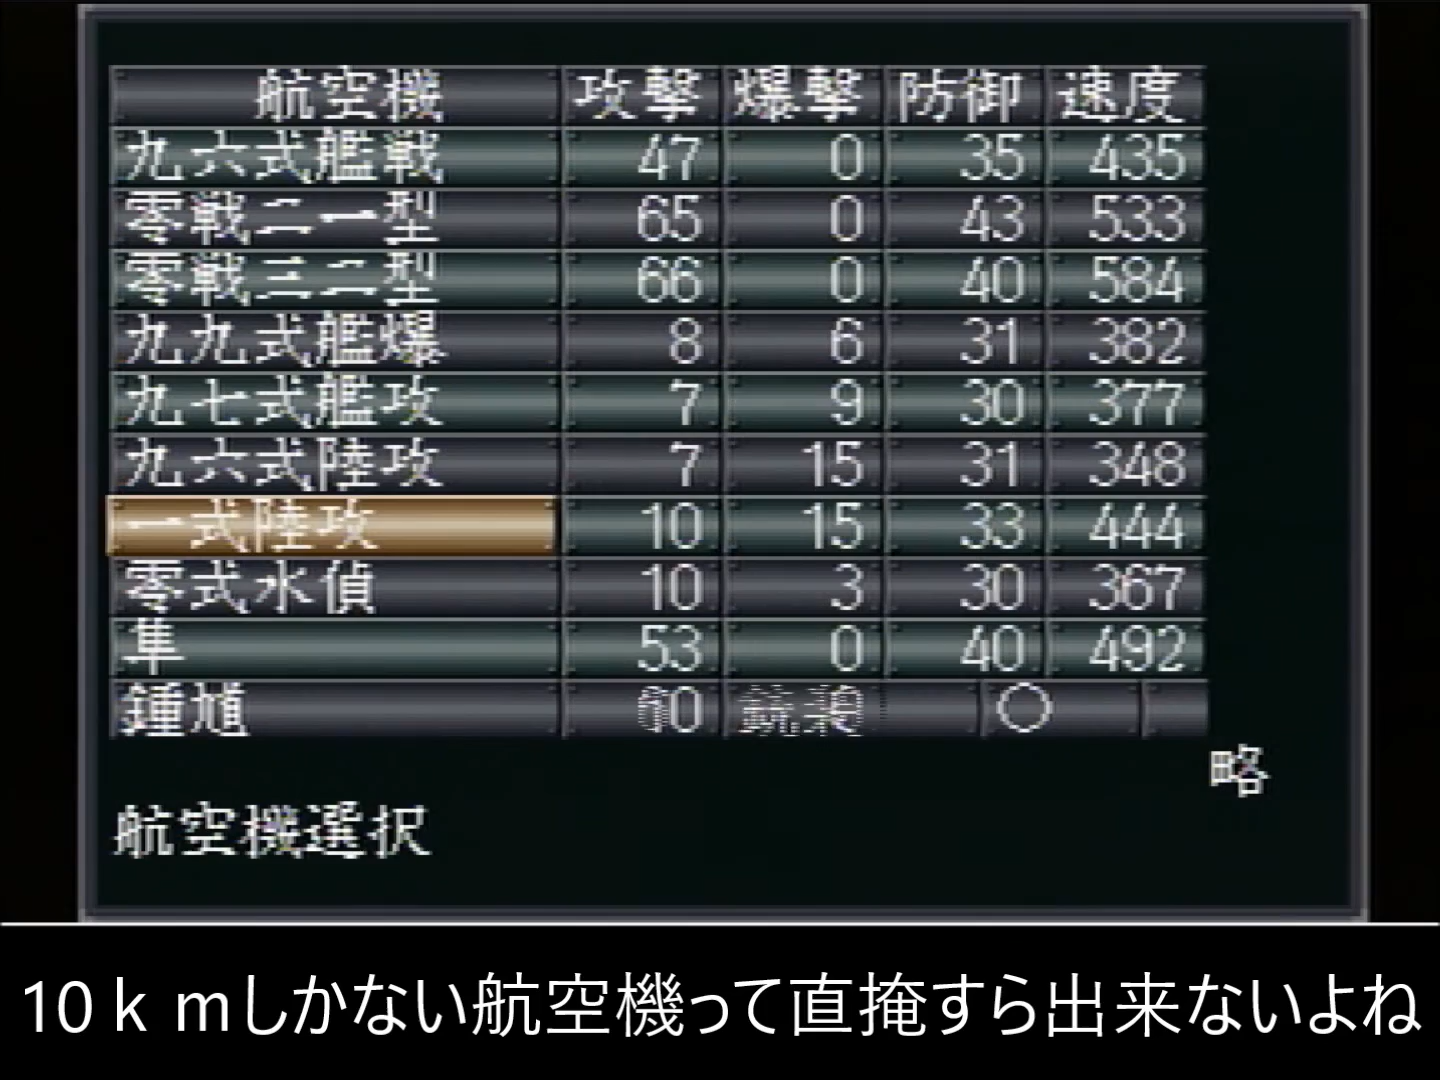 航空機 攻撃 爆撃 防御 速度
九六式艦戦 47 0 35 435
零戦二一型 65 0 43 533
零戦三二型 66 0 40 584
九九式艦爆 8 6 31 382
九七式艦攻 7 9 30 377
九六式陸攻 7 15 31 348
一式陸攻 10 15 33 444
零式水偵 10 3 30 367
隼 53 0 40 492
鍾馗 60 〇
略
航空機選択
10ｋｍしかない航空機って直掩すら出来ないよね